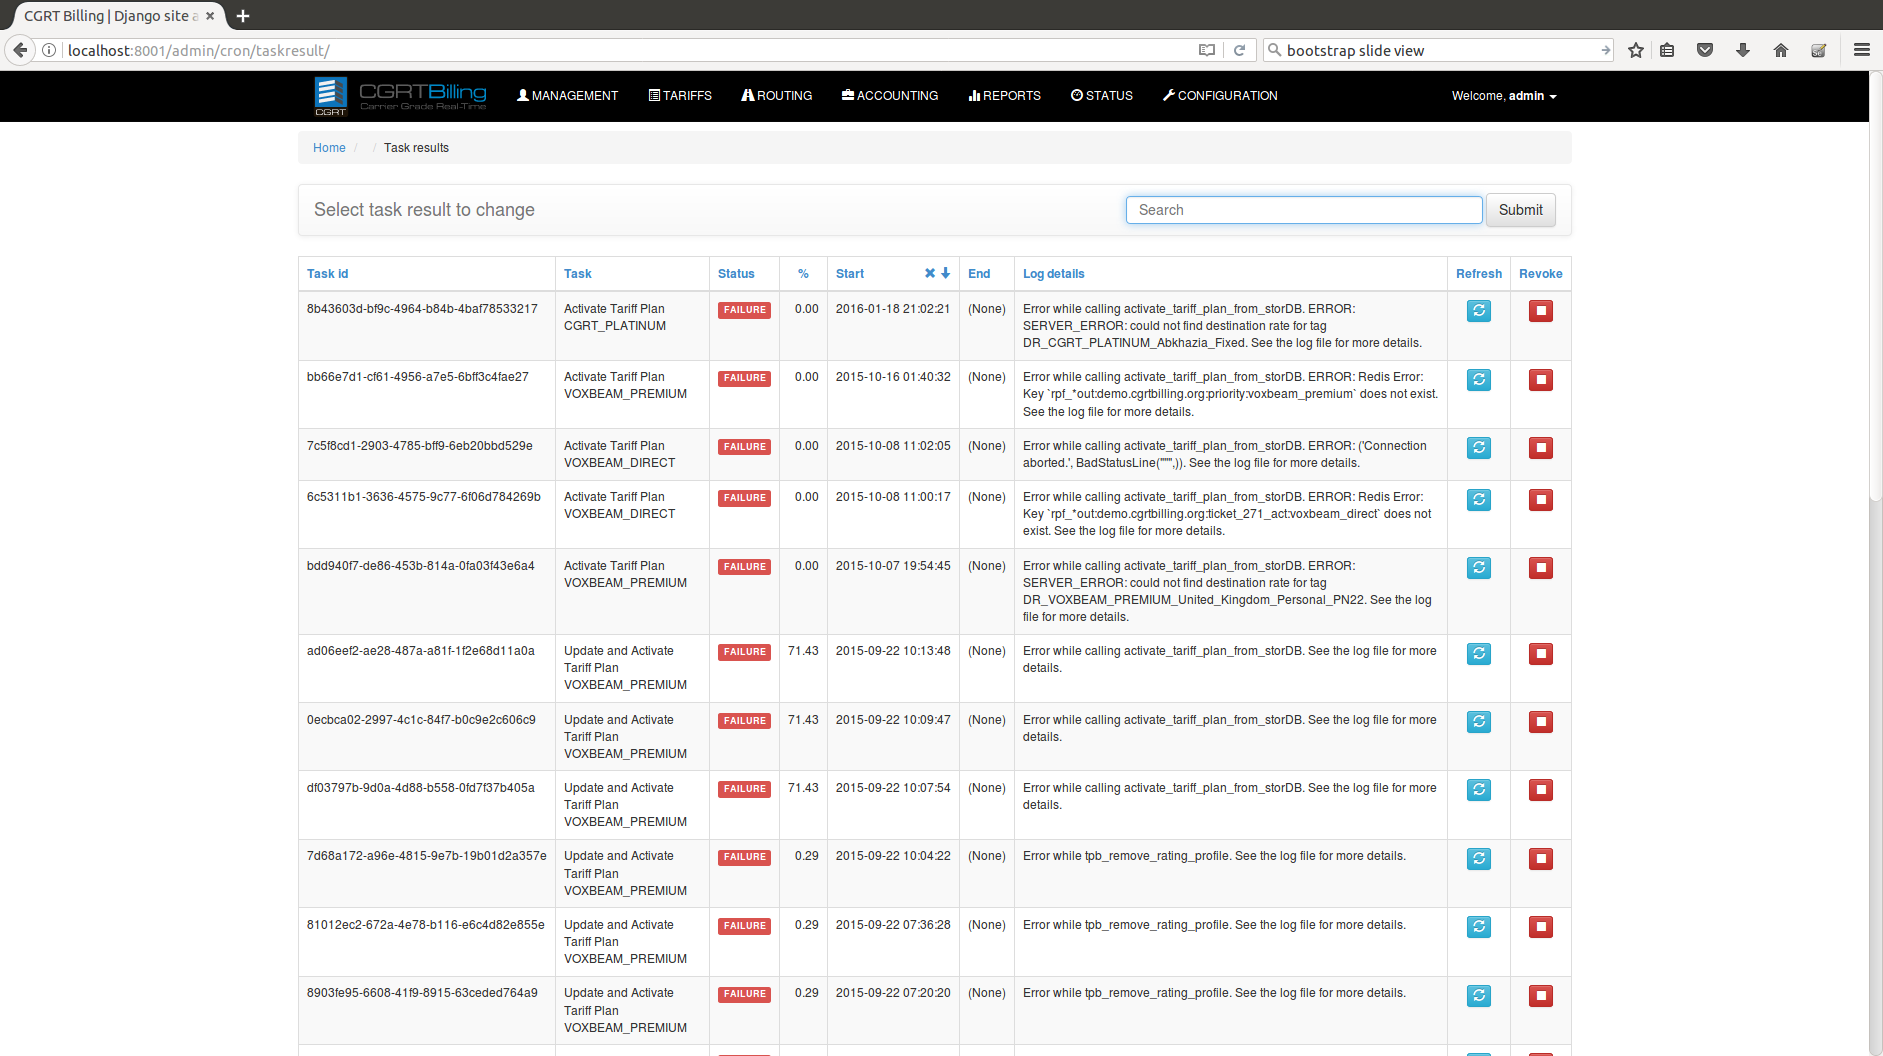 CGRT Billing | Django site a
localhost:8001/admin/cron/taskresult/
bootstrap slide view
CGRT
CGRTBilling
Carrier Grade Real-Time
MANAGEMENT
TARIFFS
ROUTING
ACCOUNTING
REPORTS
STATUS
CONFIGURATION
Welcome, admin
Home / / Task results
Select task result to change
Search
Submit
Task id Task Status % Start End Log details Refresh Revoke
8b43603d-bf9c-4964-b84b-4baf78533217 Activate Tariff Plan FAILURE 0.00 2016-01-18 21:02:21 (None) Error while calling activate_tariff_plan_from_storDB. ERROR:
CGRT_PLATINUM SERVER_ERROR: could not find destination rate for tag
DR_CGRT_PLATINUM_Abkhazia_Fixed. See the log file for more details.
bb66e7d1-cf61-4956-a7e5-6bff3c4fae27 Activate Tariff Plan FAILURE 0.00 2015-10-16 01:40:32 (None) Error while calling activate_tariff_plan_from_storDB. ERROR: Redis Error:
VOXBEAM_PREMIUM Key `rpf_*out:demo.cgrtbilling.org:priority:voxbeam_premium` does not exist.
See the log file for more details.
7c5f8cd1-2903-4785-bff9-6eb20bbd529e Activate Tariff Plan FAILURE 0.00 2015-10-08 11:02:05 (None) Error while calling activate_tariff_plan_from_storDB. ERROR: ('Connection
VOXBEAM_DIRECT aborted.', BadStatusLine("''",)). See the log file for more details.
6c5311b1-3636-4575-9c77-6f06d784269b Activate Tariff Plan FAILURE 0.00 2015-10-08 11:00:17 (None) Error while calling activate_tariff_plan_from_storDB. ERROR: Redis Error:
VOXBEAM_DIRECT Key `rpf_*out:demo.cgrtbilling.org:ticket_271_act:voxbeam_direct` does not
exist. See the log file for more details.
bdd940f7-de86-453b-814a-0fa03f43e6a4 Activate Tariff Plan FAILURE 0.00 2015-10-07 19:54:45 (None) Error while calling activate_tariff_plan_from_storDB. ERROR:
VOXBEAM_PREMIUM SERVER_ERROR: could not find destination rate for tag
DR_VOXBEAM_PREMIUM_United_Kingdom_Personal_PN22. See the log
file for more details.
ad06eef2-ae28-487a-a81f-1f2e68d11a0a Update and Activate FAILURE 71.43 2015-09-22 10:13:48 (None) Error while calling activate_tariff_plan_from_storDB. See the log file for more
Tariff Plan details.
VOXBEAM_PREMIUM
0ecbca02-2997-4c1c-84f7-b0c9e2c606c9 Update and Activate FAILURE 71.43 2015-09-22 10:09:47 (None) Error while calling activate_tariff_plan_from_storDB. See the log file for more
Tariff Plan details.
VOXBEAM_PREMIUM
df03797b-9d0a-4d88-b558-0fd7f37b405a Update and Activate FAILURE 71.43 2015-09-22 10:07:54 (None) Error while calling activate_tariff_plan_from_storDB. See the log file for more
Tariff Plan details.
VOXBEAM_PREMIUM
7d68a172-a96e-4815-9e7b-19b01d2a357e Update and Activate FAILURE 0.29 2015-09-22 10:04:22 (None) Error while tpb_remove_rating_profile. See the log file for more details.
Tariff Plan
VOXBEAM_PREMIUM
81012ec2-672a-4e78-b116-e6c4d82e855e Update and Activate FAILURE 0.29 2015-09-22 07:36:28 (None) Error while tpb_remove_rating_profile. See the log file for more details.
Tariff Plan
VOXBEAM_PREMIUM
8903fe95-6608-41f9-8915-63ceded764a9 Update and Activate FAILURE 0.29 2015-09-22 07:20:20 (None) Error while tpb_remove_rating_profile. See the log file for more details.
Tariff Plan
VOXBEAM_PREMIUM